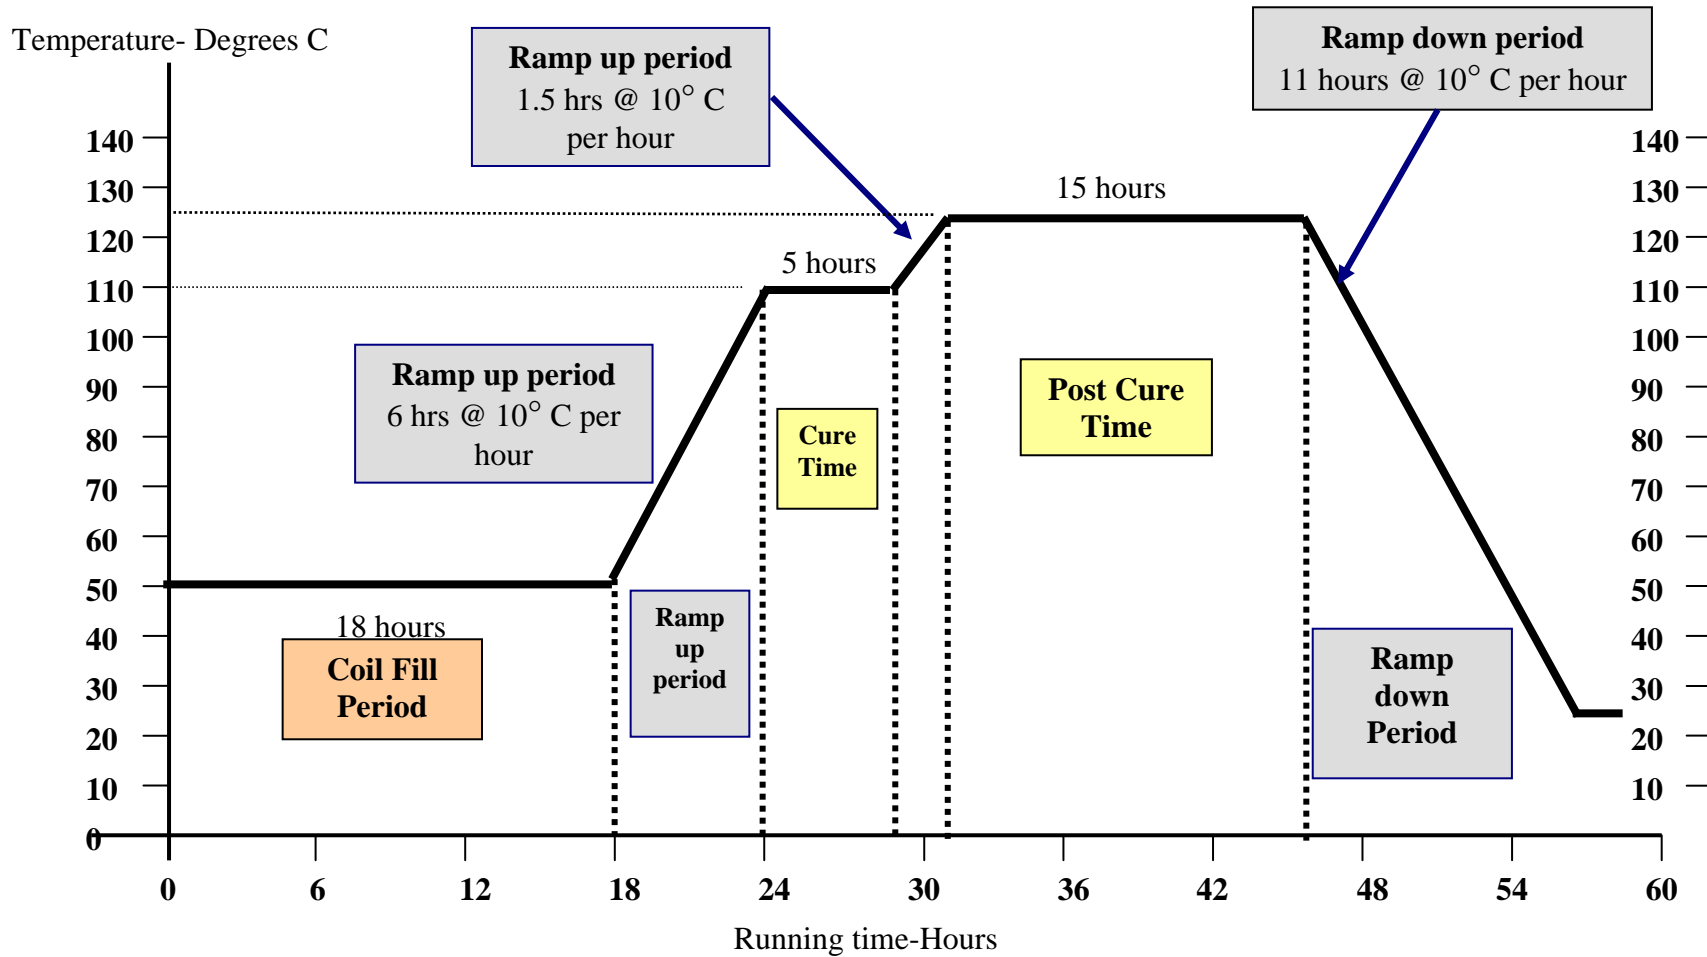 Temperature- Degrees C
Ramp up period
1.5 hrs @ 10° C
per hour
Ramp down period
11 hours @ 10° C per hour
140
130
120
110
100
90
80
70
60
50
40
30
20
10
0
140
130
120
110
100
90
80
70
60
50
40
30
20
10
15 hours
5 hours
Ramp up period
6 hrs @ 10° C per
hour
Cure
Time
Post Cure
Time
18 hours
Coil Fill
Period
Ramp
up
period
Ramp
down
Period
0 6 12 18 24 30 36 42 48 54 60
Running time-Hours